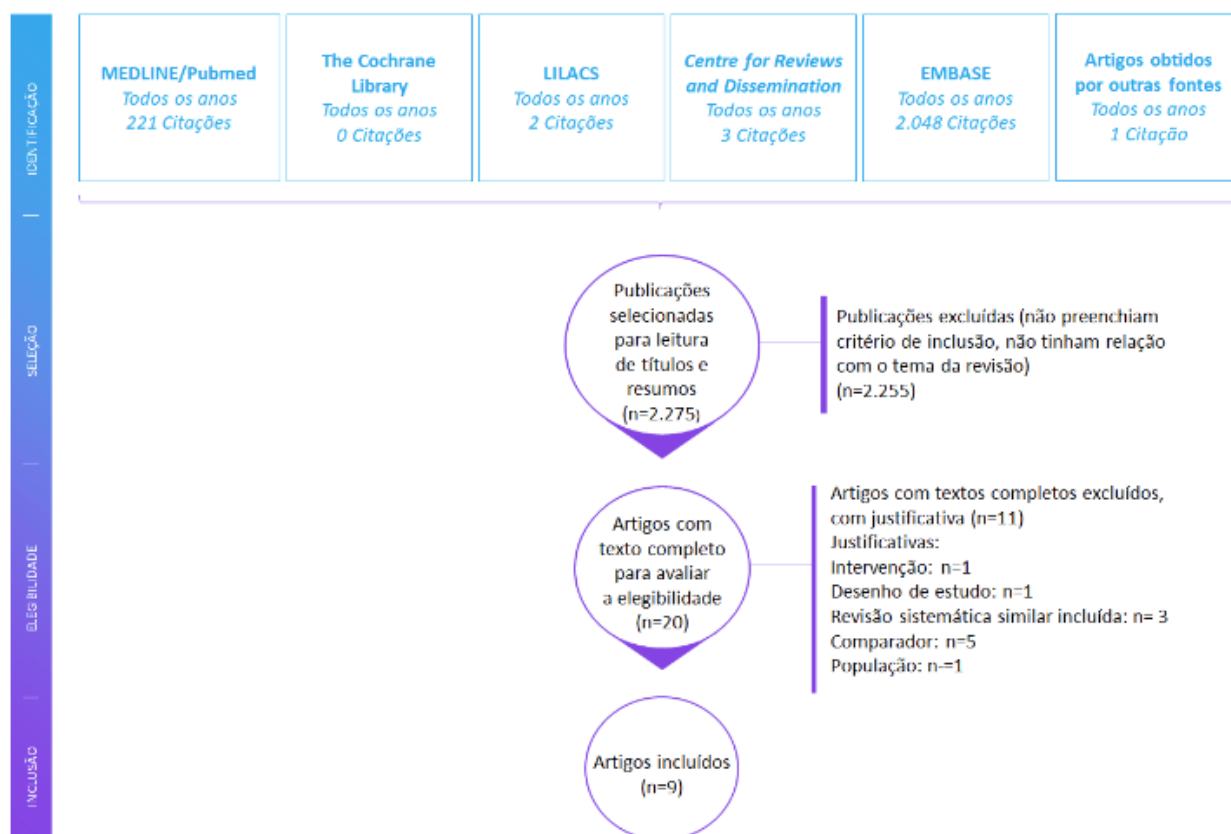 IDENTIFICAÇÃO
MEDLINE/Pubmed
Todos os anos
221 Citações
The Cochrane
Library
Todos os anos
0 Citações
LILACS
Todos os anos
2 Citações
Centre for Reviews
and Dissemination
Todos os anos
3 Citações
EMBASE
Todos os anos
2.048 Citações
Artigos obtidos
por outras fontes
Todos os anos
1 Citação
SELEÇÃO
Publicações
selecionadas
para leitura
de títulos e
resumos
(n=2.275)
Publicações excluídas (não preenchiam
critério de inclusão, não tinham relação
com o tema da revisão)
(n=2.255)
ELEGIBILIDADE
Artigos com
texto completo
para avaliar
a elegibilidade
(n=20)
Artigos com textos completos excluídos,
com justificativa (n=11)
Justificativas:
Intervenção: n=1
Desenho de estudo: n=1
Revisão sistemática similar incluída: n= 3
Comparador: n=5
População: n-=1
INCLUSÃO
Artigos incluídos
(n=9)